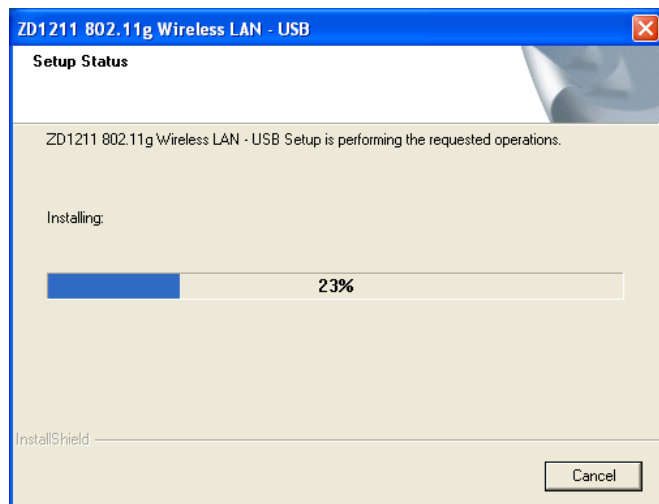 ZD1211 802.11g Wireless LAN - USB
Setup Status
ZD1211 802.11g Wireless LAN - USB Setup is performing the requested operations.
Installing:
23%
InstallShield
Cancel